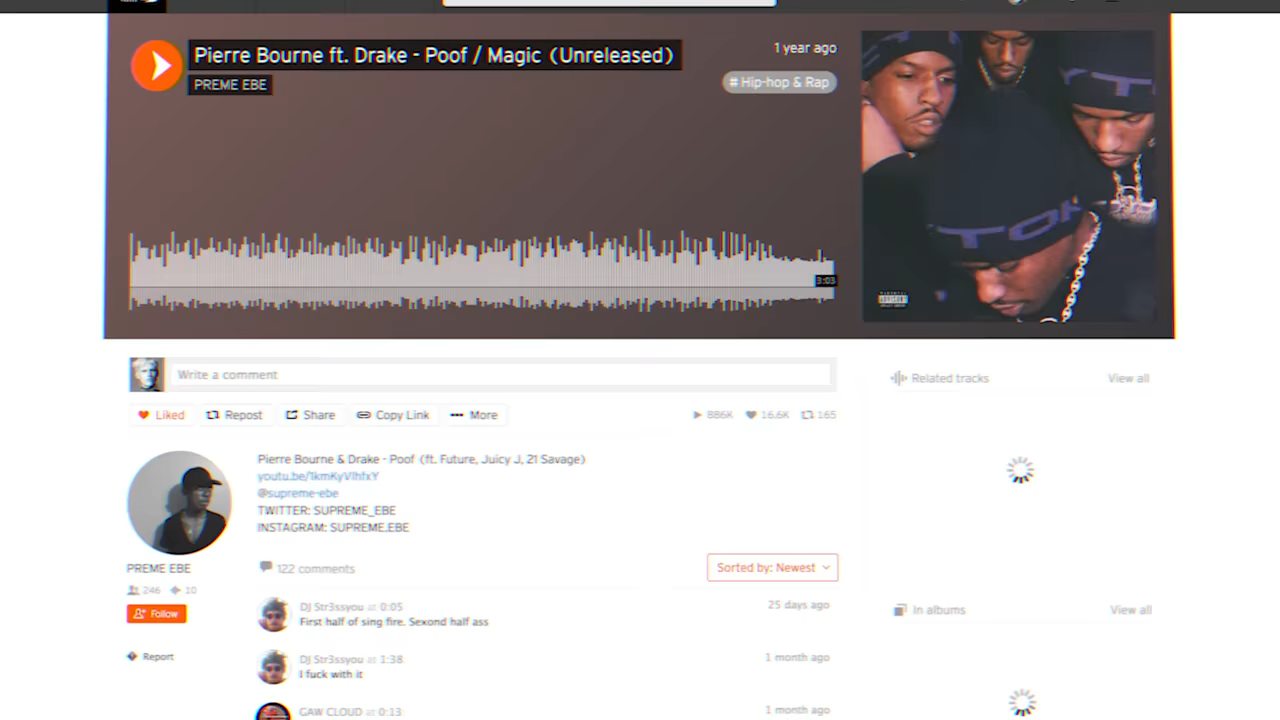 Pierre Bourne ft. Drake - Poof / Magic (Unreleased)
PREME EBE
1 year ago
# Hip-hop & Rap
3:03
Write a comment
Liked
Repost
Share
Copy Link
More
886K
16.6K
165
Related tracks
View all
Pierre Bourne & Drake - Poof (ft. Future, Juicy J, 21 Savage)
youtu.be/1kmKyVlhfxY
@supreme-ebe
TWITTER: SUPREME_EBE
INSTAGRAM: SUPREME.EBE
PREME EBE
246
10
Follow
Report
122 comments
Sorted by: Newest
DJ Str3ssyou at 0:05
25 days ago
First half of sing fire. Sexond half ass
DJ Str3ssyou at 1:38
1 month ago
I fuck with it
GAW CLOUD at 0:13
1 month ago
In albums
View all